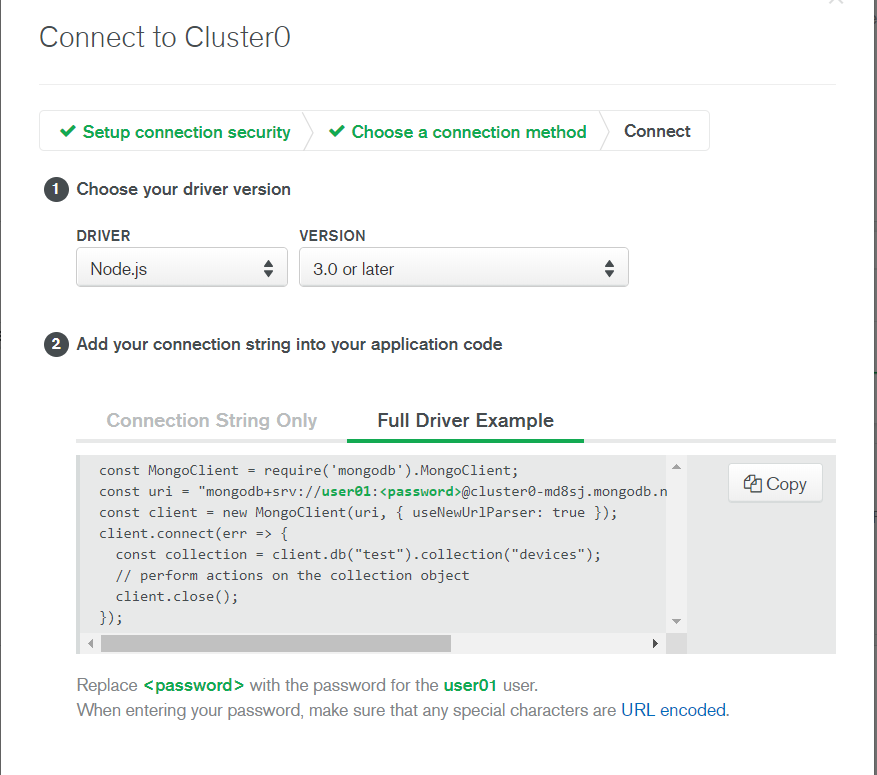 Connect to Cluster0
Setup connection security
Choose a connection method
Connect
1 Choose your driver version
DRIVER
VERSION
Node.js
3.0 or later
2 Add your connection string into your application code
Connection String Only
Full Driver Example
const MongoClient = require('mongodb').MongoClient;
const uri = "mongodb+srv://user01:<password>@cluster0-md8sj.mongodb.n
const client = new MongoClient(uri, { useNewUrlParser: true });
client.connect(err => {
  const collection = client.db("test").collection("devices");
  // perform actions on the collection object
  client.close();
});
Copy
Replace <password> with the password for the user01 user.
When entering your password, make sure that any special characters are URL encoded.